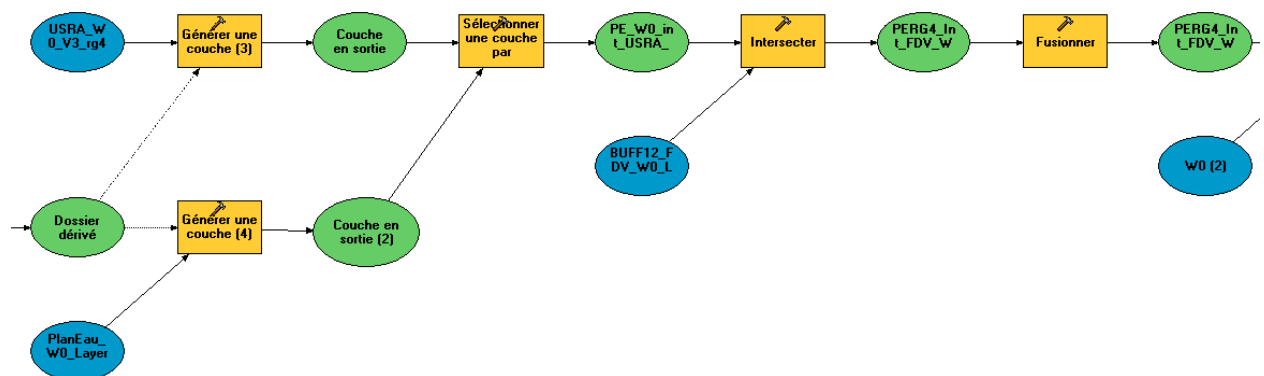 USRA_W
0_V3_rg4
Générer une
couche (3)
Couche
en sortie
Sélectionner
une couche
par
PE_W0_in
t_USRA_
Intersecter
PERG4_In
t_FDV_W
Fusionner
PERG4_In
t_FDV_W
BUFF12_F
DV_W0_L
W0 (2)
Dossier
dérivé
Générer une
couche (4)
Couche en
sortie (2)
PlanEau_
W0_Layer